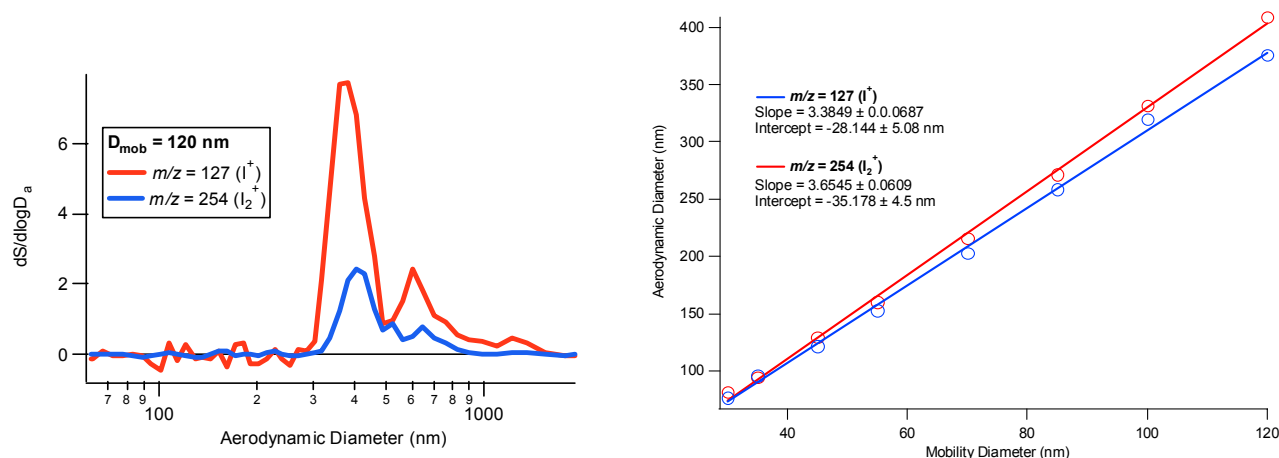 6
4
2
0
dS/dlogDa
Dmob = 120 nm
m/z = 127 (I+)
m/z = 254 (I2+)
7 8 9 2 3 4 5 6 7 8 9
100 1000
Aerodynamic Diameter (nm)
400
350
300
250
200
150
100
Aerodynamic Diameter (nm)
m/z = 127 (I+)
Slope = 3.3849 ± 0.0.0687
Intercept = -28.144 ± 5.08 nm
m/z = 254 (I2+)
Slope = 3.6545 ± 0.0609
Intercept = -35.178 ± 4.5 nm
40 60 80 100 120
Mobility Diameter (nm)